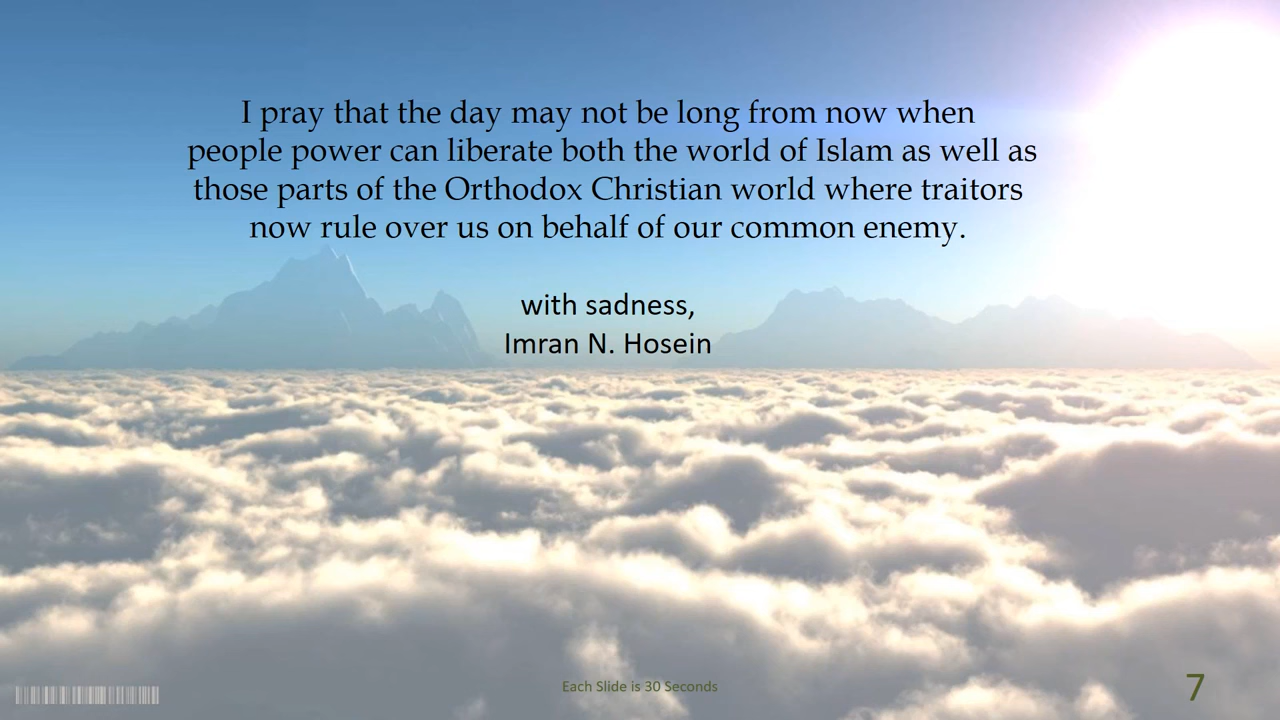 I pray that the day may not be long from now when
people power can liberate both the world of Islam as well as
those parts of the Orthodox Christian world where traitors
now rule over us on behalf of our common enemy.
with sadness,
Imran N. Hosein
Each Slide is 30 Seconds
7